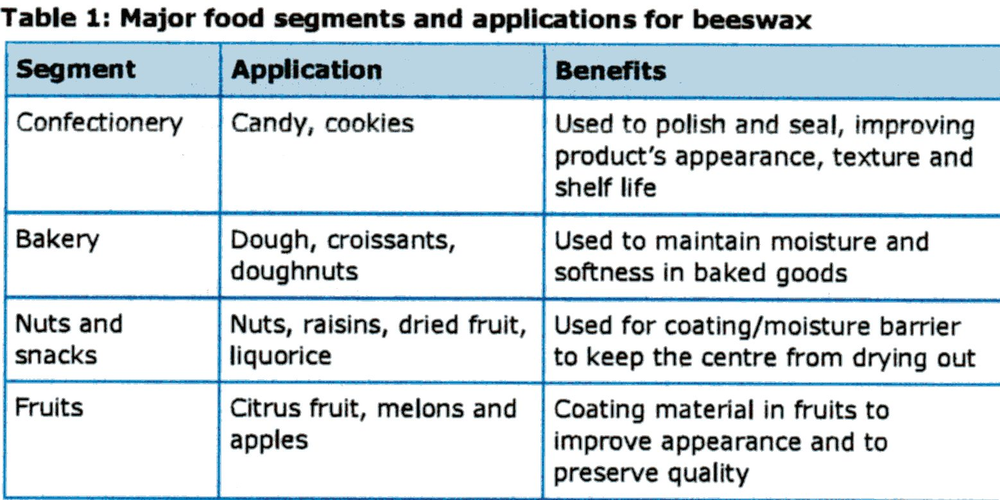 Table 1: Major food segments and applications for beeswax
Segment
Application
Benefits
Confectionery
Candy, cookies
Used to polish and seal, improving
product's appearance, texture and
shelf life
Bakery
Dough, croissants,
doughnuts
Used to maintain moisture and
softness in baked goods
Nuts and
snacks
Nuts, raisins, dried fruit,
liquorice
Used for coating/moisture barrier
to keep the centre from drying out
Fruits
Citrus fruit, melons and
apples
Coating material in fruits to
improve appearance and to
preserve quality